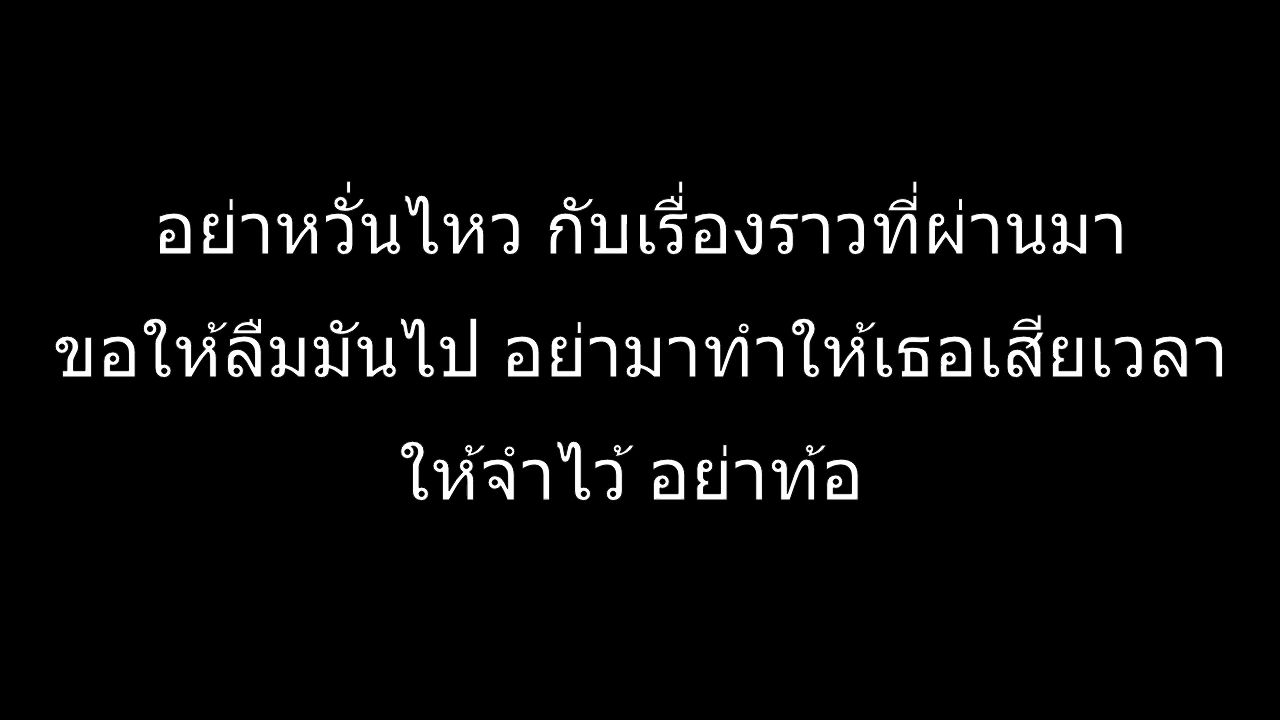 อย่าหวั่นไหว กับเรื่องราวที่ผ่านมา
ขอให้ลืมมันไป อย่ามาทำให้เธอเสียเวลา
ให้จำไว้ อย่าท้อ